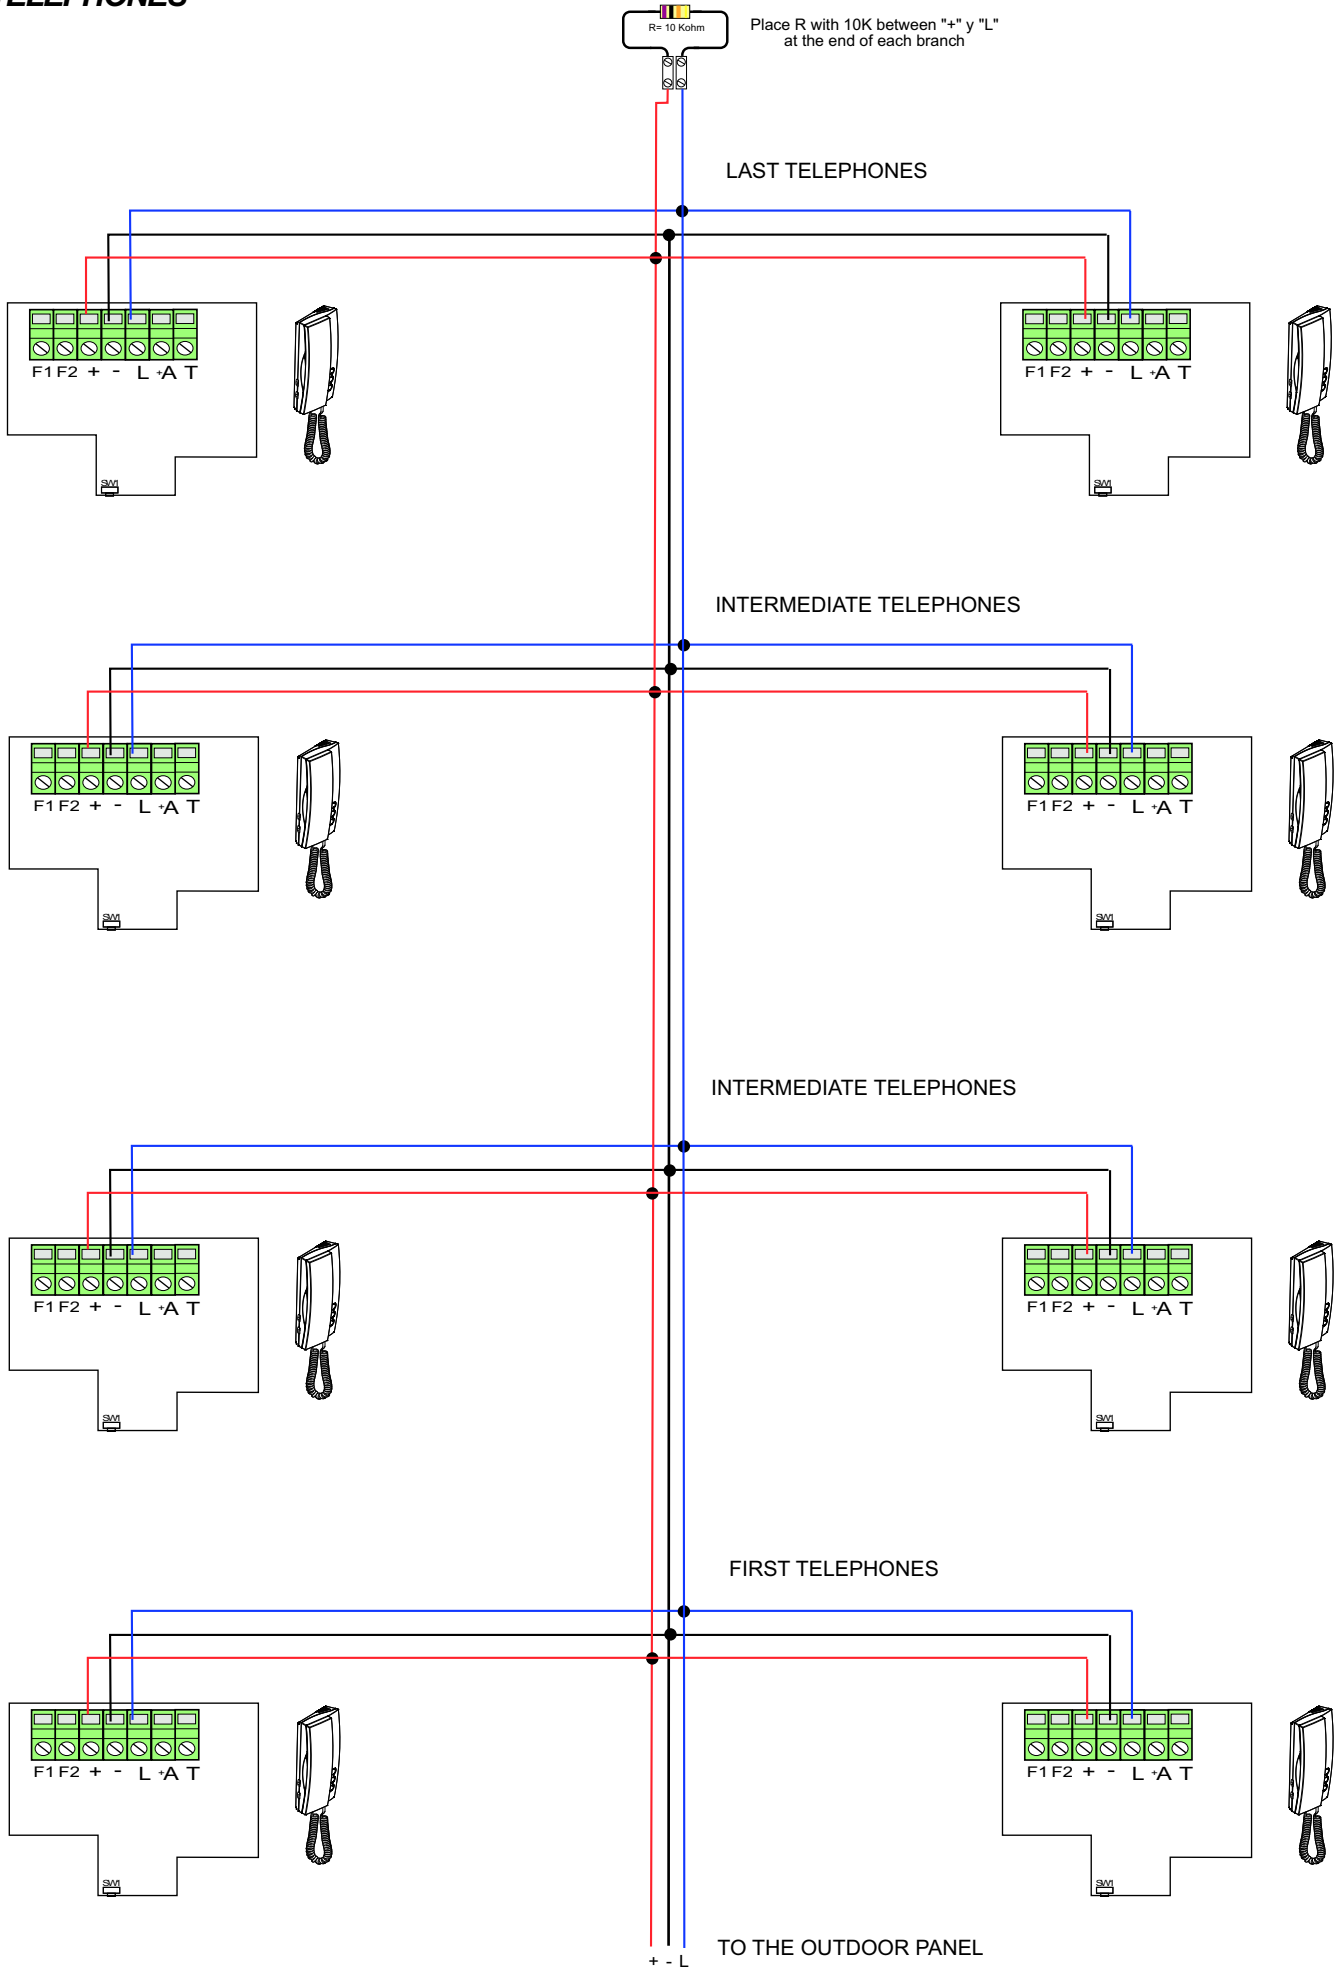 TELEPHONES
R= 10 Kohm
Place R with 10K between "+" y "L"
at the end of each branch
LAST TELEPHONES
F1 F2 + - L +A T
SW1
F1 F2 + - L +A T
SW1
INTERMEDIATE TELEPHONES
F1 F2 + - L +A T
SW1
F1 F2 + - L +A T
SW1
INTERMEDIATE TELEPHONES
F1 F2 + - L +A T
SW1
F1 F2 + - L +A T
SW1
FIRST TELEPHONES
F1 F2 + - L +A T
SW1
F1 F2 + - L +A T
SW1
TO THE OUTDOOR PANEL
+ - L